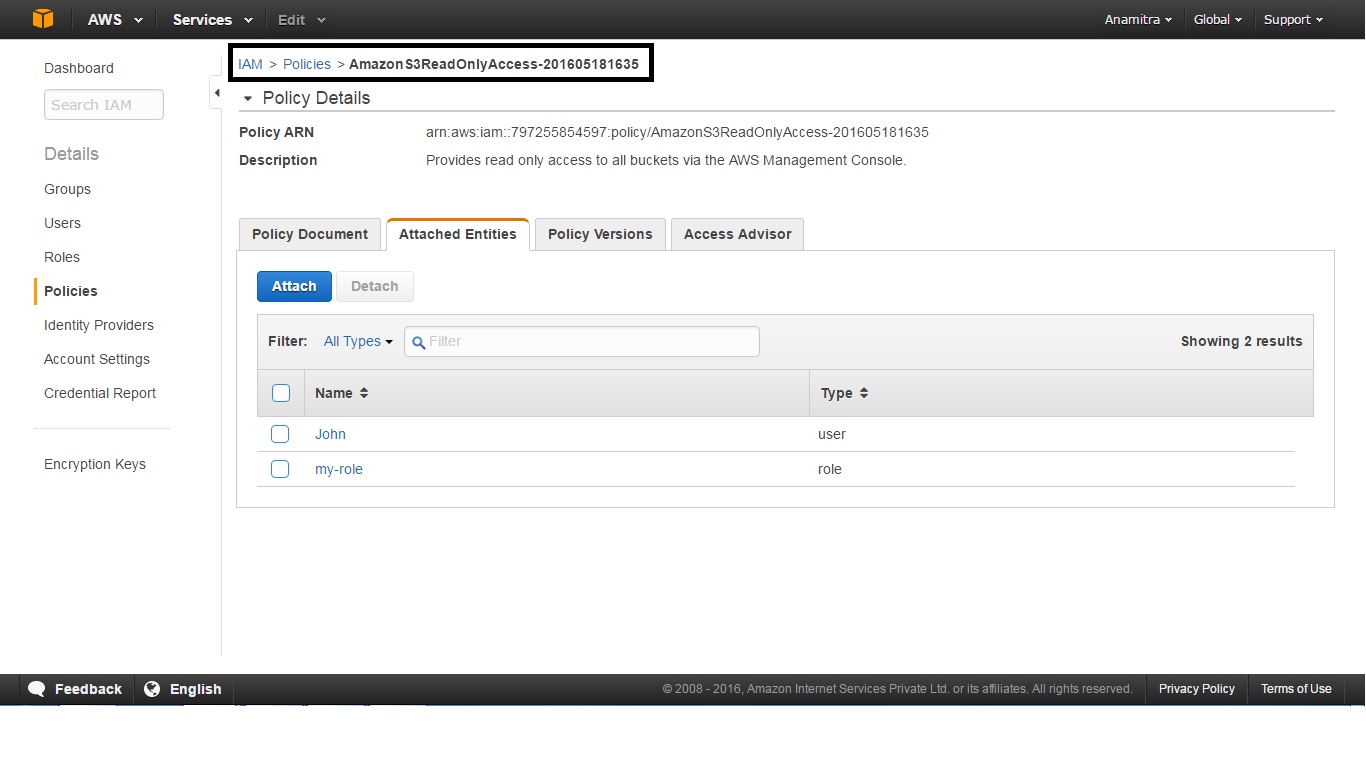 AWS Services Edit Anamitra Global Support
IAM > Policies > AmazonS3ReadOnlyAccess-201605181635
Dashboard
Search IAM
Details
Groups
Users
Roles
Policies
Identity Providers
Account Settings
Credential Report
Encryption Keys
Policy Details
Policy ARN arn:aws:iam::797255854597:policy/AmazonS3ReadOnlyAccess-201605181635
Description Provides read only access to all buckets via the AWS Management Console.
Policy Document Attached Entities Policy Versions Access Advisor
Attach Detach
Filter: All Types Filter Showing 2 results
Name Type
John user
my-role role
Feedback English © 2008 - 2016, Amazon Internet Services Private Ltd. or its affiliates. All rights reserved. Privacy Policy Terms of Use